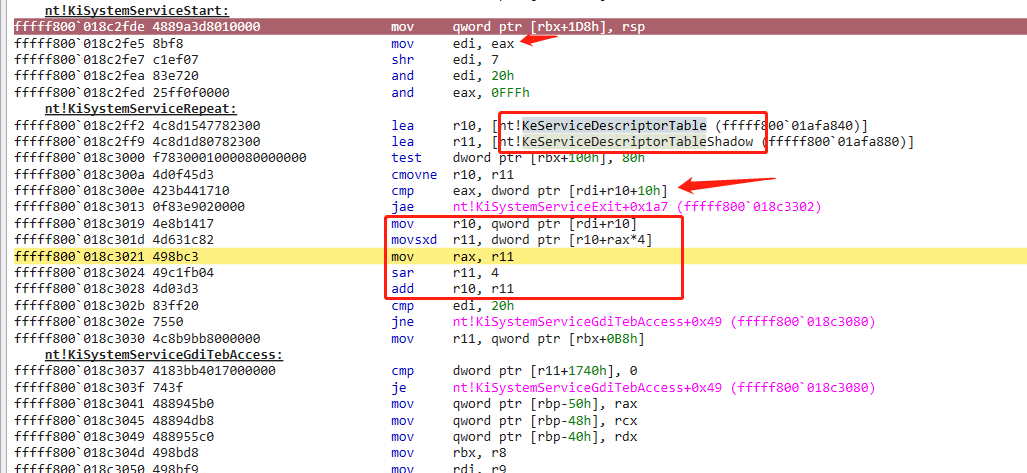 nt!KiSystemServiceStart:
fffff800`018c2fde 4889a3d8010000 mov qword ptr [rbx+1D8h], rsp
fffff800`018c2fe5 8bf8 mov edi, eax
fffff800`018c2fe7 c1ef07 shr edi, 7
fffff800`018c2fea 83e720 and edi, 20h
fffff800`018c2fed 25ff0f0000 and eax, 0FFFh
nt!KiSystemServiceRepeat:
fffff800`018c2ff2 4c8d1547782300 lea r10, [nt!KeServiceDescriptorTable (fffff800`01afa840)]
fffff800`018c2ff9 4c8d1d80782300 lea r11, [nt!KeServiceDescriptorTableShadow (fffff800`01afa880)]
fffff800`018c3000 f7830001000080000000 test dword ptr [rbx+100h], 80h
fffff800`018c300a 4d0f45d3 cmovne r10, r11
fffff800`018c300e 423b441710 cmp eax, dword ptr [rdi+r10+10h]
fffff800`018c3013 0f83e9020000 jae nt!KiSystemServiceExit+0x1a7 (fffff800`018c3302)
fffff800`018c3019 4e8b1417 mov r10, qword ptr [rdi+r10]
fffff800`018c301d 4d631c82 movsxd r11, dword ptr [r10+rax*4]
fffff800`018c3021 498bc3 mov rax, r11
fffff800`018c3024 49c1fb04 sar r11, 4
fffff800`018c3028 4d03d3 add r10, r11
fffff800`018c302b 83ff20 cmp edi, 20h
fffff800`018c302e 7550 jne nt!KiSystemServiceGdiTebAccess+0x49 (fffff800`018c3080)
fffff800`018c3030 4c8b9bb8000000 mov r11, qword ptr [rbx+0B8h]
nt!KiSystemServiceGdiTebAccess:
fffff800`018c3037 4183bb4017000000 cmp dword ptr [r11+1740h], 0
fffff800`018c303f 743f je nt!KiSystemServiceGdiTebAccess+0x49 (fffff800`018c3080)
fffff800`018c3041 488945b0 mov qword ptr [rbp-50h], rax
fffff800`018c3045 48894db8 mov qword ptr [rbp-48h], rcx
fffff800`018c3049 488955c0 mov qword ptr [rbp-40h], rdx
fffff800`018c304d 498bd8 mov rbx, r8
fffff800`018c3050 498bf9 mov rdi, r9